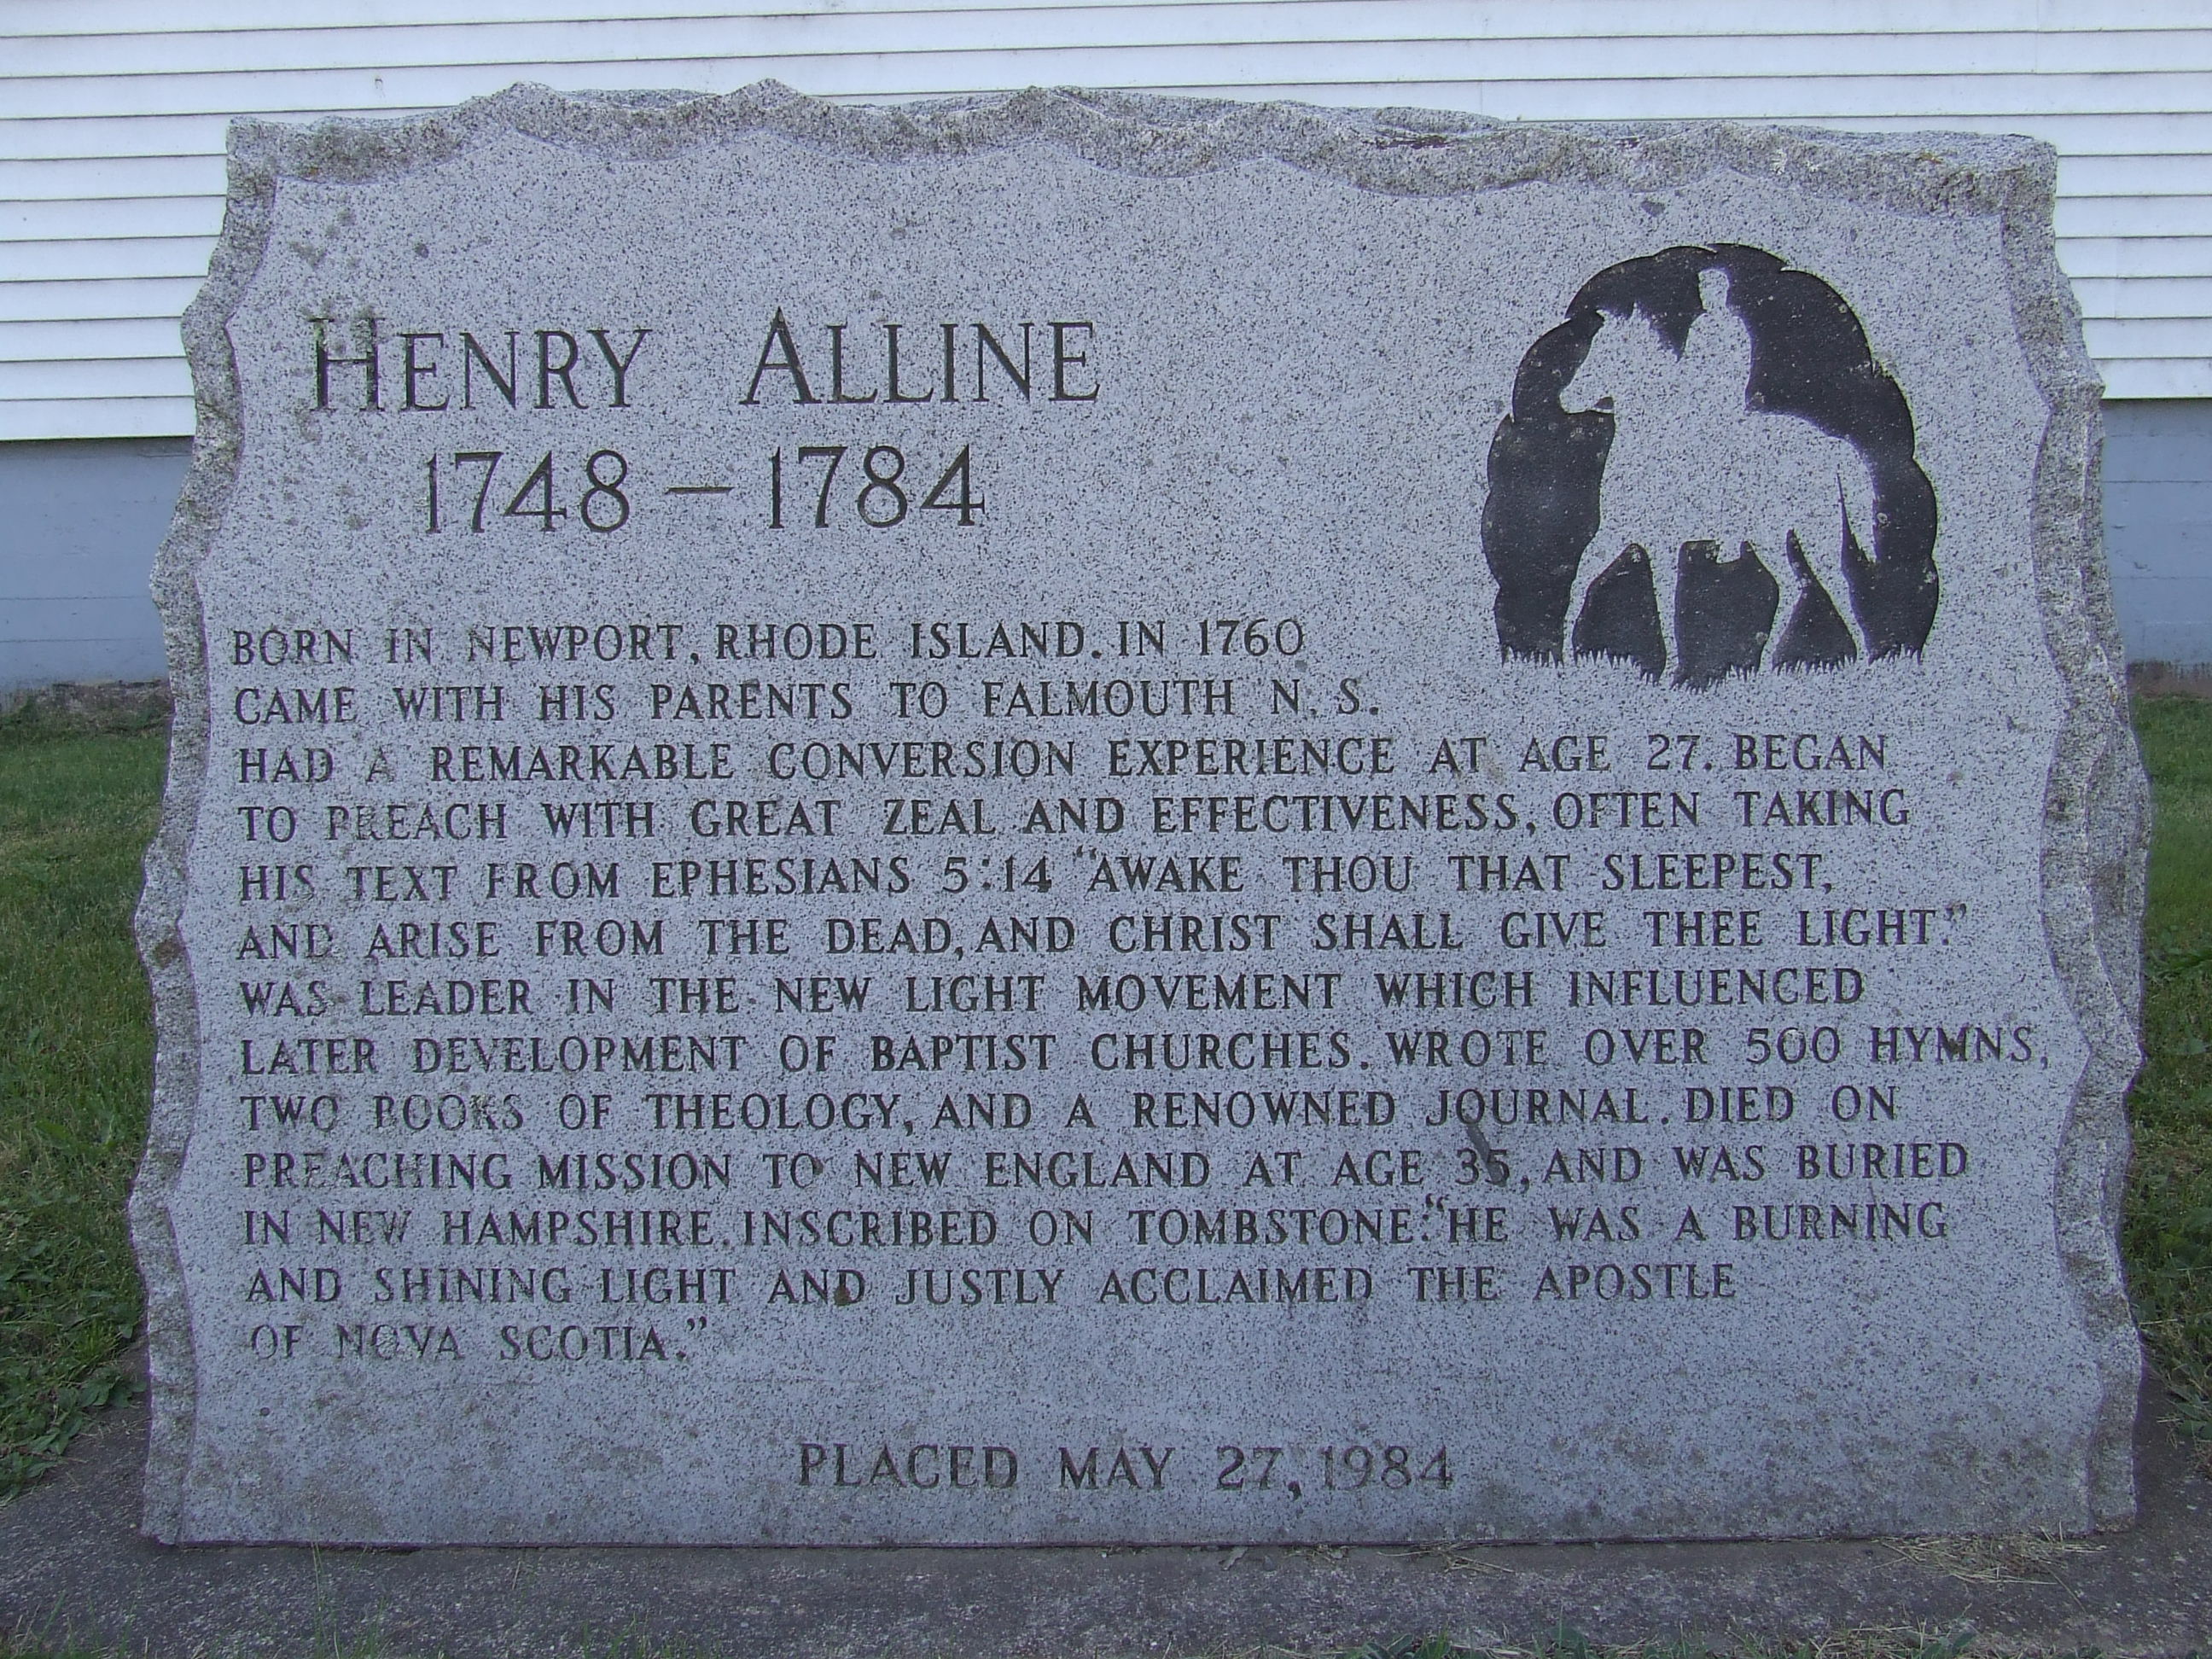 HENRY ALLINE
1748 – 1784
BORN IN NEWPORT, RHODE ISLAND. IN 1760
CAME WITH HIS PARENTS TO FALMOUTH N. S.
HAD A REMARKABLE CONVERSION EXPERIENCE AT AGE 27. BEGAN
TO PREACH WITH GREAT ZEAL AND EFFECTIVENESS, OFTEN TAKING
HIS TEXT FROM EPHESIANS 5:14 "AWAKE THOU THAT SLEEPEST,
AND ARISE FROM THE DEAD, AND CHRIST SHALL GIVE THEE LIGHT."
WAS LEADER IN THE NEW LIGHT MOVEMENT WHICH INFLUENCED
LATER DEVELOPMENT OF BAPTIST CHURCHES. WROTE OVER 500 HYMNS,
TWO BOOKS OF THEOLOGY, AND A RENOWNED JOURNAL. DIED ON
PREACHING MISSION TO NEW ENGLAND AT AGE 35, AND WAS BURIED
IN NEW HAMPSHIRE. INSCRIBED ON TOMBSTONE: "HE WAS A BURNING
AND SHINING LIGHT AND JUSTLY ACCLAIMED THE APOSTLE
OF NOVA SCOTIA."
PLACED MAY 27, 1984